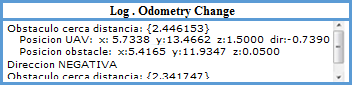 Log . Odometry Change
Obstaculo cerca distancia: {2.446153}
Posicion UAV: x:5.7338 y:13.4662 z:1.5000 dir:-0.7390
Posicion obstacle: x:5.4165 y:11.9347 z:0.0500
Direccion NEGATIVA
Obstaculo cerca distancia: {2.341747}